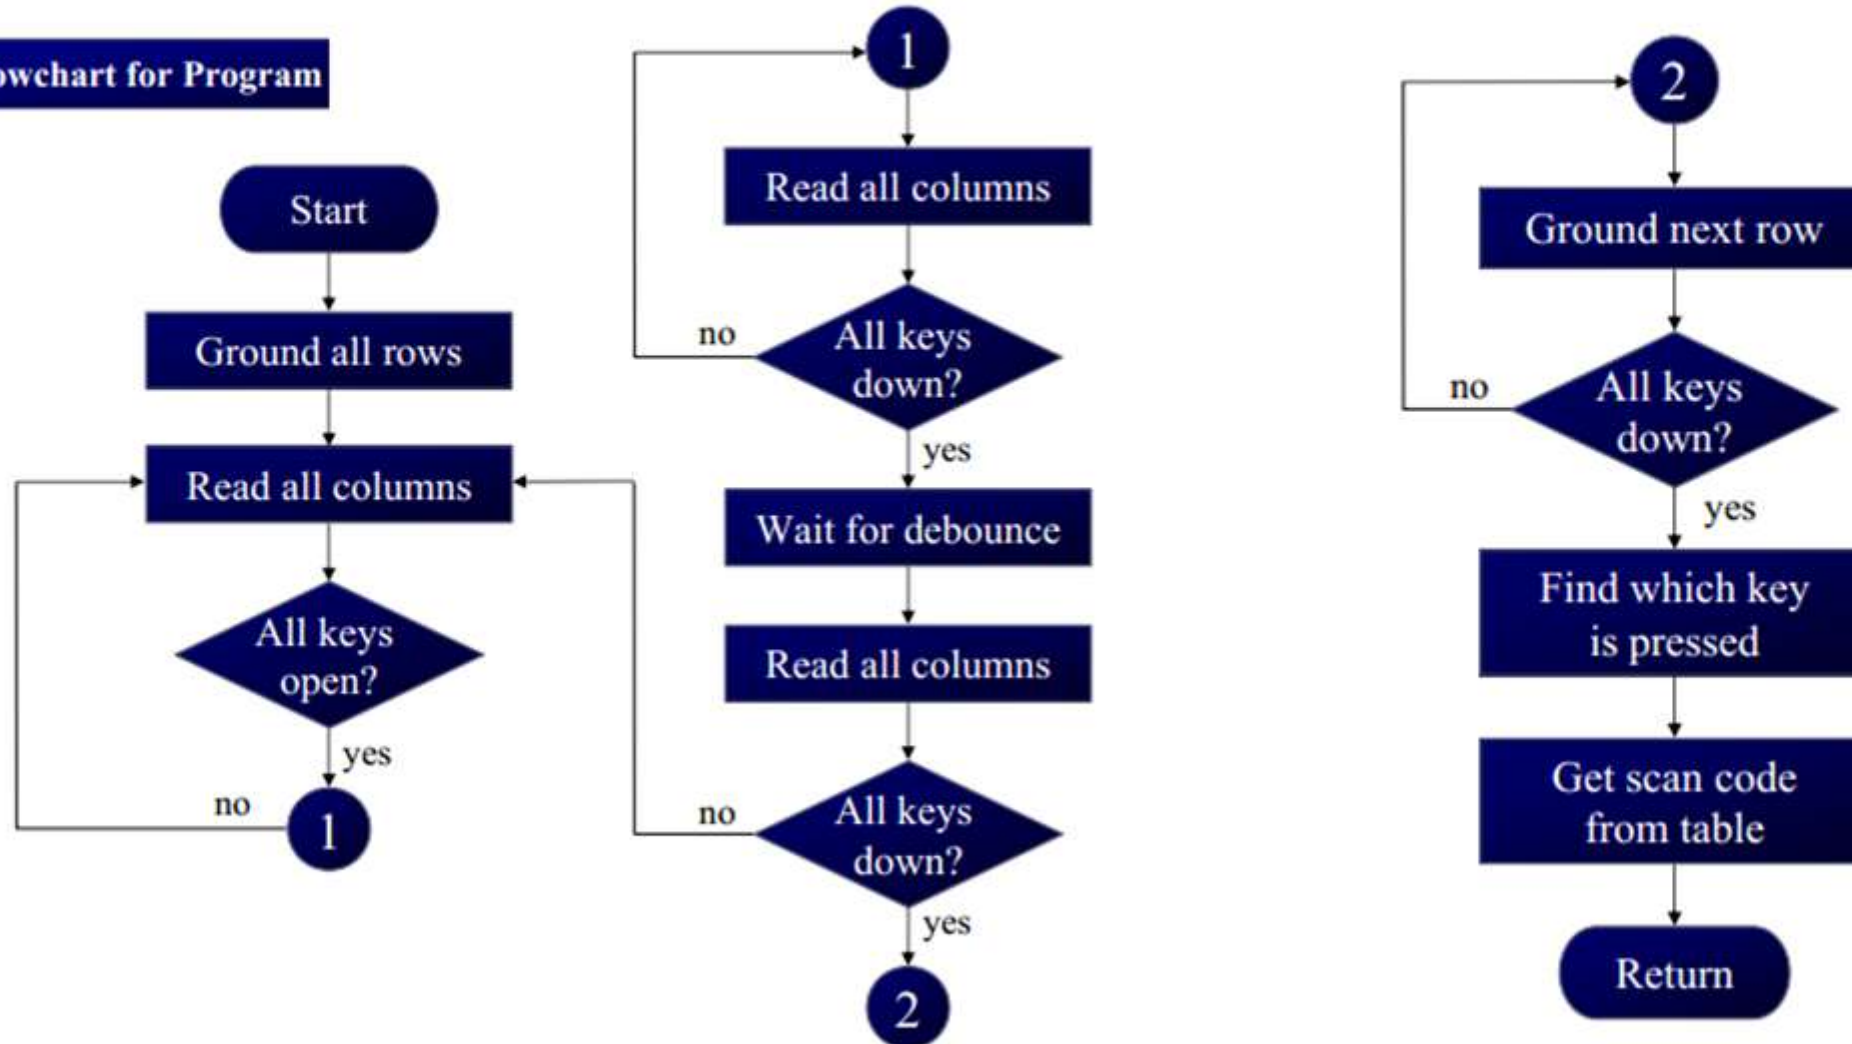 owchart for Program
Start
Ground all rows
Read all columns
All keys
open?
yes
no
1
1
Read all columns
All keys
down?
no
yes
Wait for debounce
Read all columns
All keys
down?
no
yes
2
2
Ground next row
All keys
down?
no
yes
Find which key
is pressed
Get scan code
from table
Return